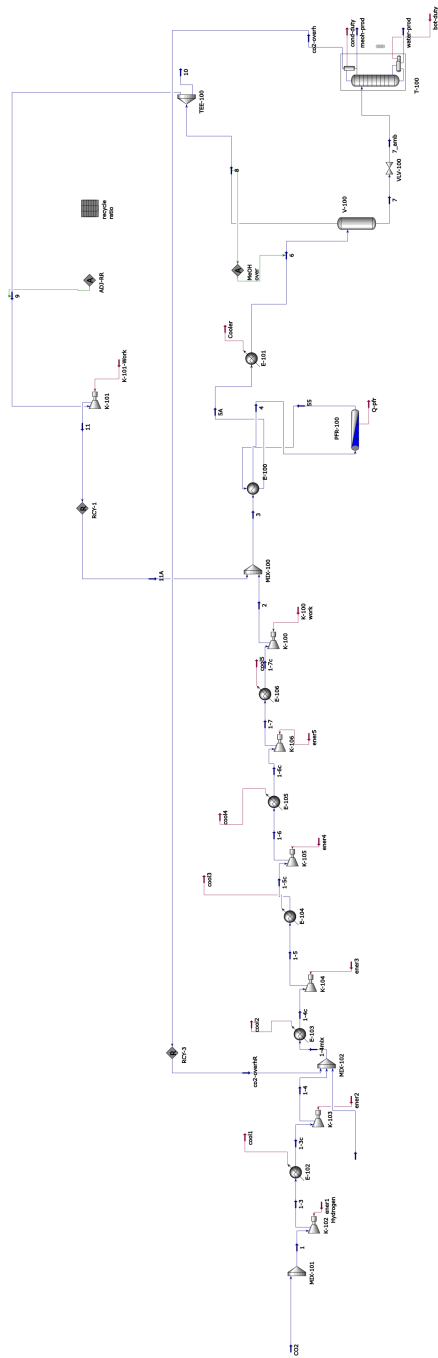 CO2
MIX-101
1
K-102
ener1
Hydrogen
1-3
E-102
cool1
1-3c
K-103
ener2
1-4
co2-overhR
RCY-3
MIX-102
1-4mix
E-103
cool2
1-4c
K-104
ener3
1-5
E-104
cool3
1-5c
K-105
ener4
1-6
E-105
cool4
1-6c
K-106
ener5
1-7
E-106
cool5
1-7c
K-100
K-100
work
2
MIX-100
11A
3
E-100
RCY-1
11
K-101
K-101-Work
9
ADJ-RR
A
R
R
recycle
ratio
5A
4
55
PFR-100
Q-pfr
E-101
Cooler
6
MeOH
over
A
8
TEE-100
10
V-100
7
VLV-100
7_amb
T-100
co2-overh
cond-duty
meoh-prod
water-prod
bot-duty